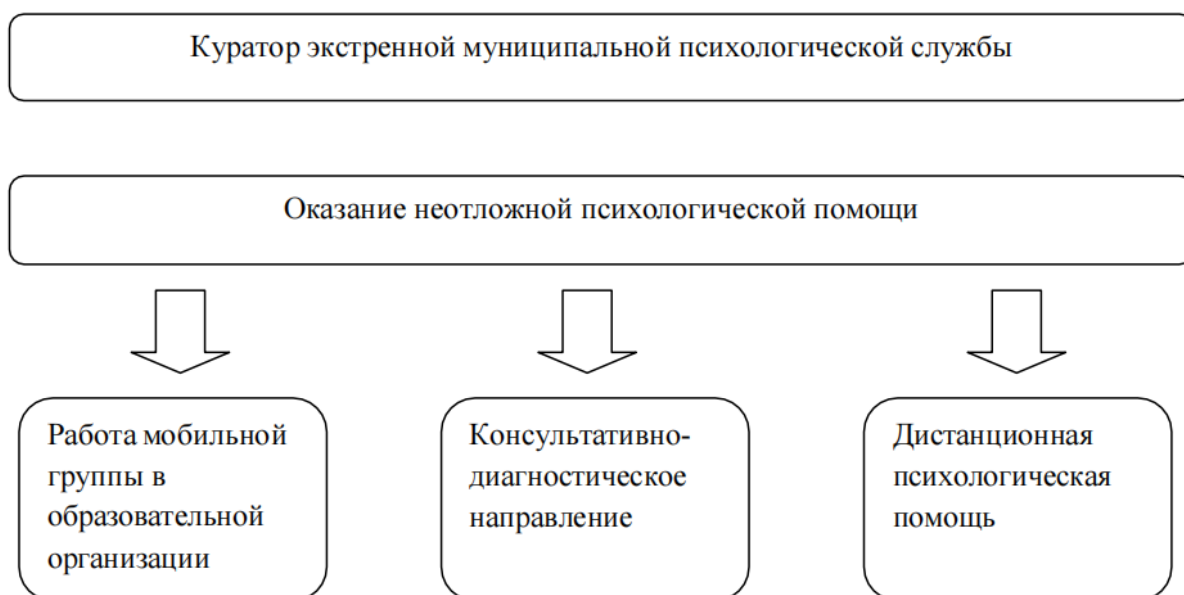 Куратор экстренной муниципальной психологической службы
Оказание неотложной психологической помощи
Работа мобильной
группы в
образовательной
организации
Консультативно-
диагностическое
направление
Дистанционная
психологическая
помощь